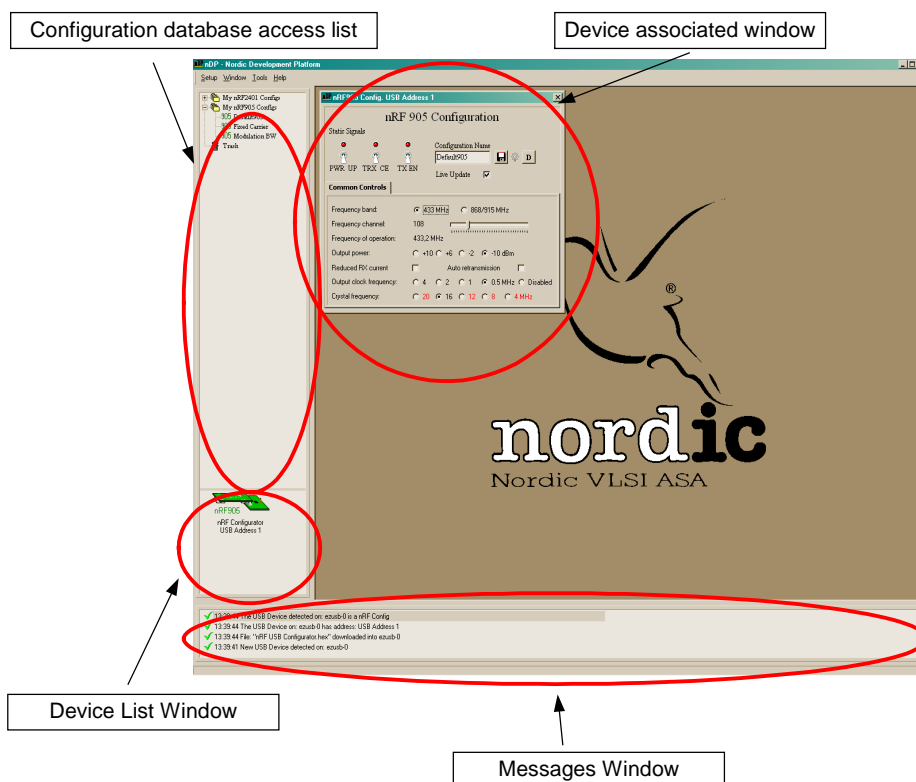 Configuration database access list
Device associated window
nDP - Nordic Development Platform
Setup Window Tools Help
My nRF2401 Configs
My nRF905 Configs
905 Default905
905 Fixed Carrier
905 Modulation BW
Trash
nRF905 Config. USB Address 1
nRF 905 Configuration
Static Signals
PWR UP TRX CE TX EN
Configuration Name
Default905
D
Live Update
Common Controls
Frequency band: 433 MHz 868/915 MHz
Frequency channel: 108
Frequency of operation: 433,2 MHz
Output power: +10 +6 -2 -10 dBm
Reduced RX current Auto retransmission
Output clock frequency: 4 2 1 0.5 MHz Disabled
Crystal frequency: 20 16 12 8 4 MHz
®
nordic
Nordic VLSI ASA
nRF905
nRF Configurator
USB Address 1
The USB Device detected on: ezusb-0 is a nRF Config
13:39:44 The USB Device on: ezusb-0 has address: USB Address 1
13:39:44 File: "nRF USB Configurator.hex" downloaded into ezusb-0
13:39:41 New USB Device detected on: ezusb-0
Device List Window
Messages Window